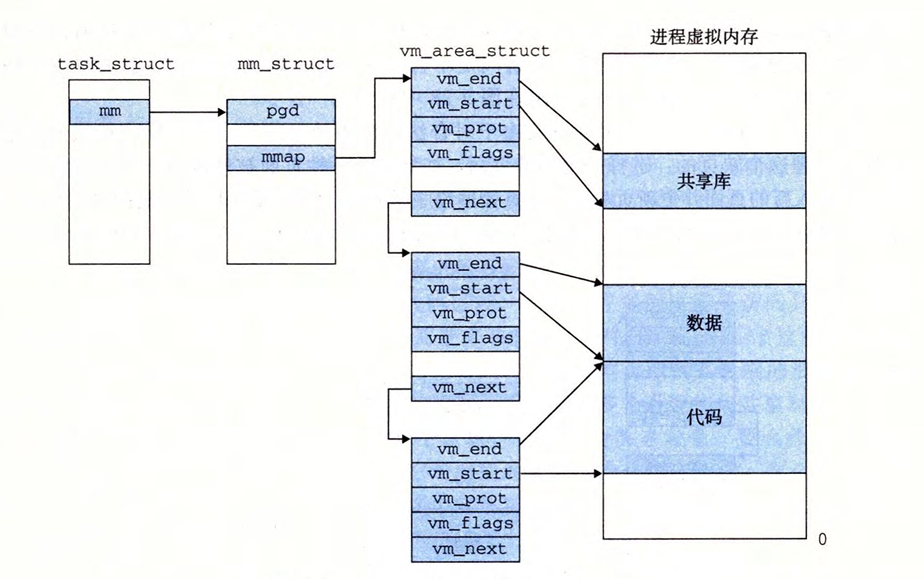 进程虚拟内存
task_struct
mm_struct
vm_area_struct
mm
pgd
mmap
vm_end
vm_start
vm_prot
vm_flags
vm_next
vm_end
vm_start
vm_prot
vm_flags
vm_next
vm_end
vm_start
vm_prot
vm_flags
vm_next
共享库
数据
代码
0